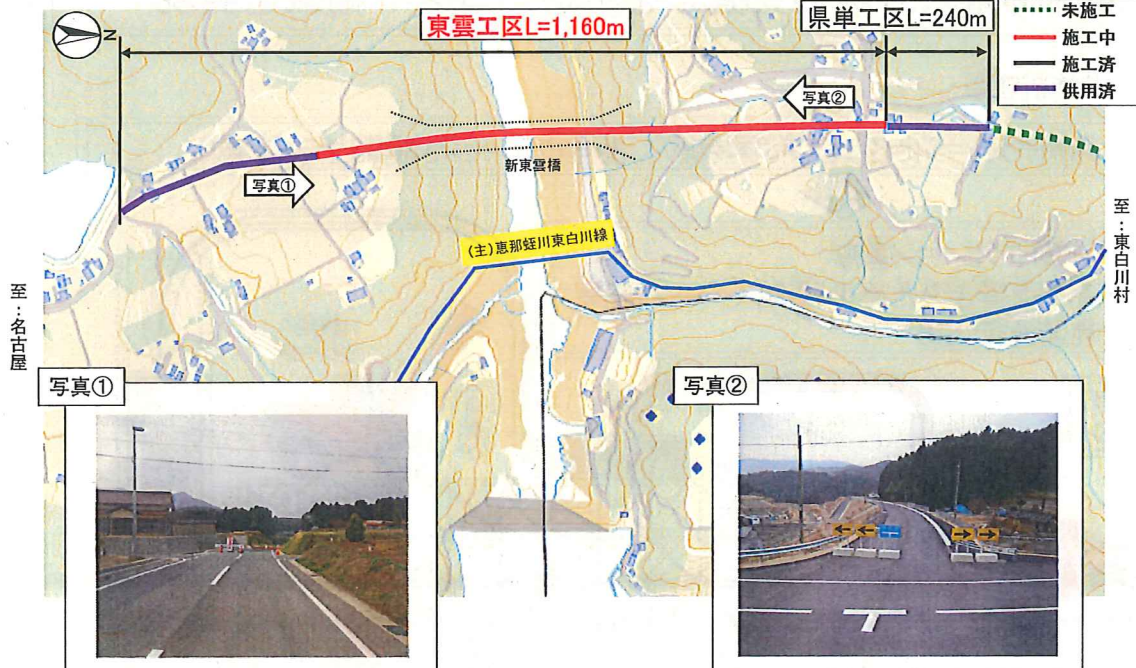 東雲工区L=1,160m
県単工区L=240m
未施工
施工中
施工済
供用済
N
写真②
新東雲橋
写真①
(主)恵那蛭川東白川線
至:名古屋
至:東白川村
写真①
写真②